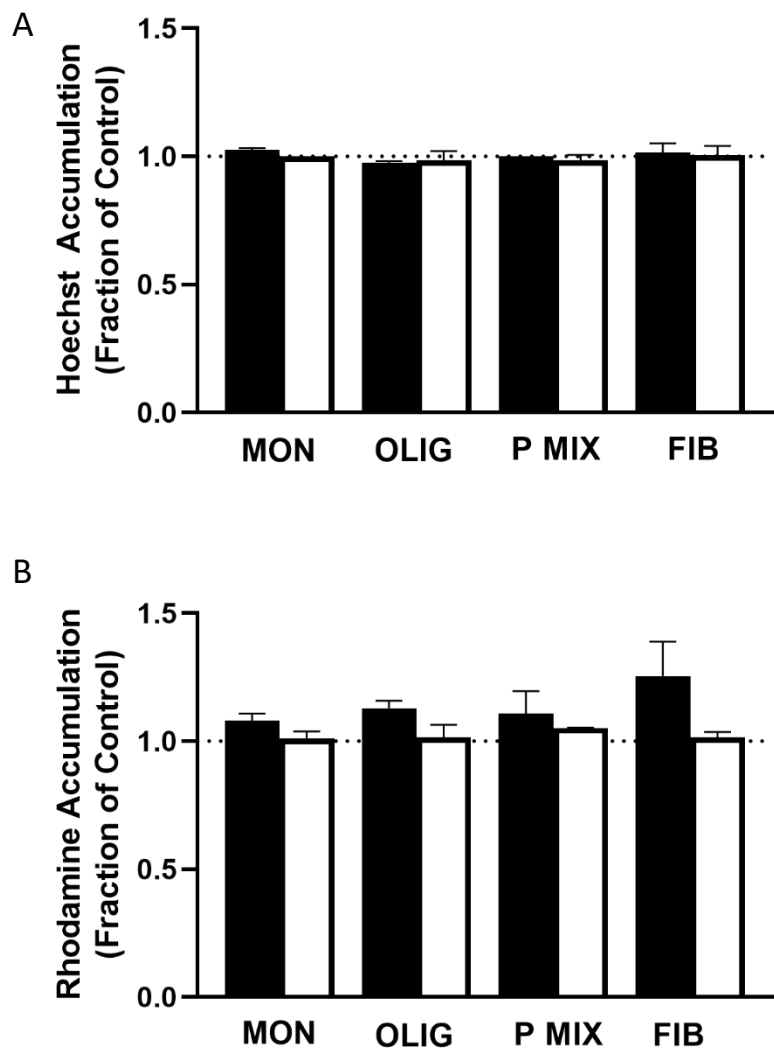 A
Hoechst Accumulation
(Fraction of Control)
1.5
1.0
0.5
0.0
MON OLIG P MIX FIB
B
Rhodamine Accumulation
(Fraction of Control)
1.5
1.0
0.5
0.0
MON OLIG P MIX FIB